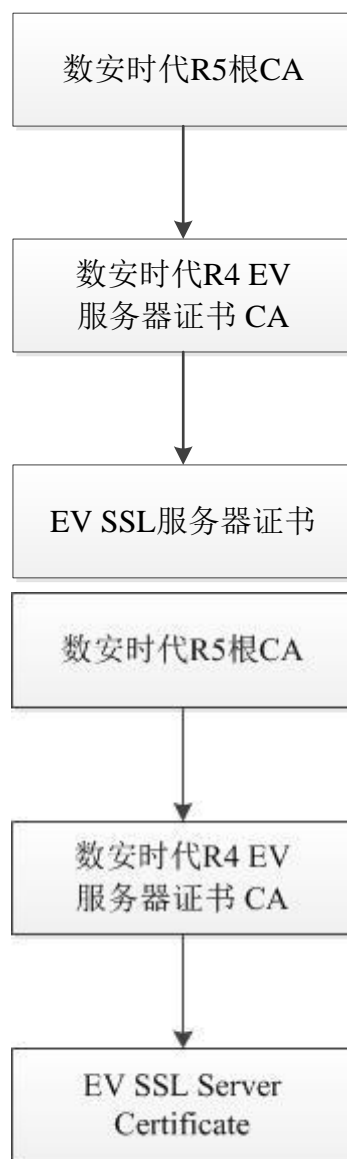 数安时代R5根CA
数安时代R4 EV
服务器证书 CA
EV SSL服务器证书
数安时代R5根CA
数安时代R4 EV
服务器证书 CA
EV SSL Server
Certificate